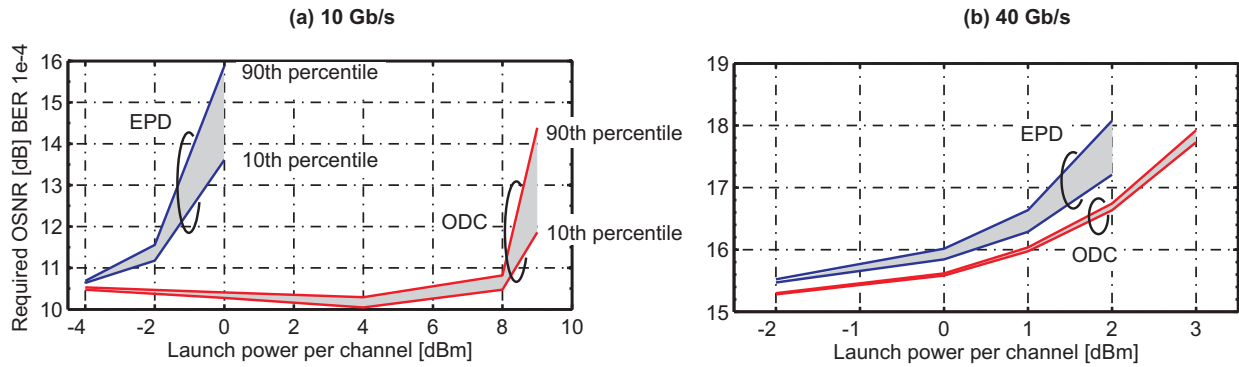 (a) 10 Gb/s
(b) 40 Gb/s
Required OSNR [dB] BER 1e-4
16
15
14
13
12
11
10
90th percentile
EPD
10th percentile
90th percentile
ODC
10th percentile
-4 -2 0 2 4 6 8 10
Launch power per channel [dBm]
19
18
17
16
15
EPD
ODC
-2 -1 0 1 2 3
Launch power per channel [dBm]